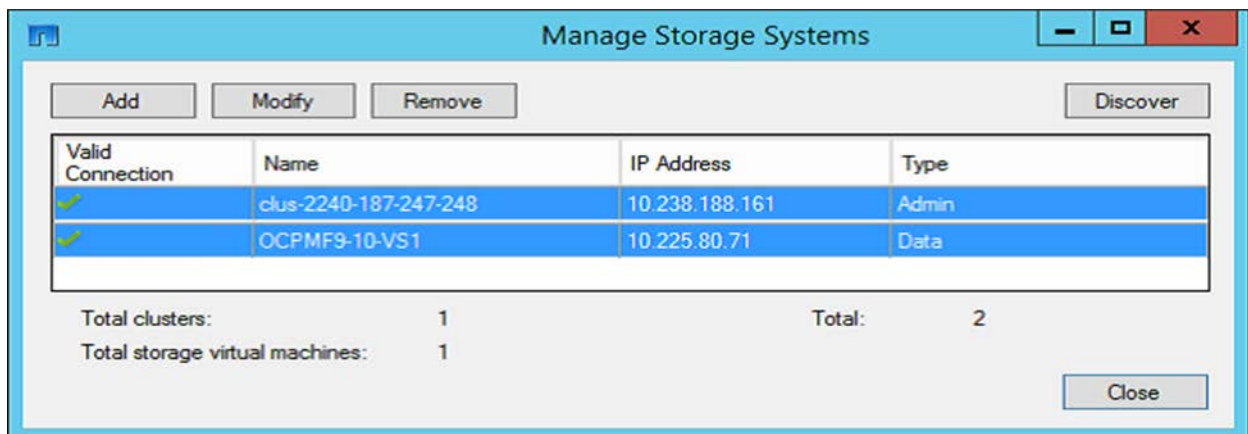 Manage Storage Systems
Add Modify Remove Discover
Valid Connection Name IP Address Type
clus-2240-187-247-248 10.238.188.161 Admin
OCPMF9-10-VS1 10.225.80.71 Data
Total clusters: 1 Total: 2
Total storage virtual machines: 1
Close